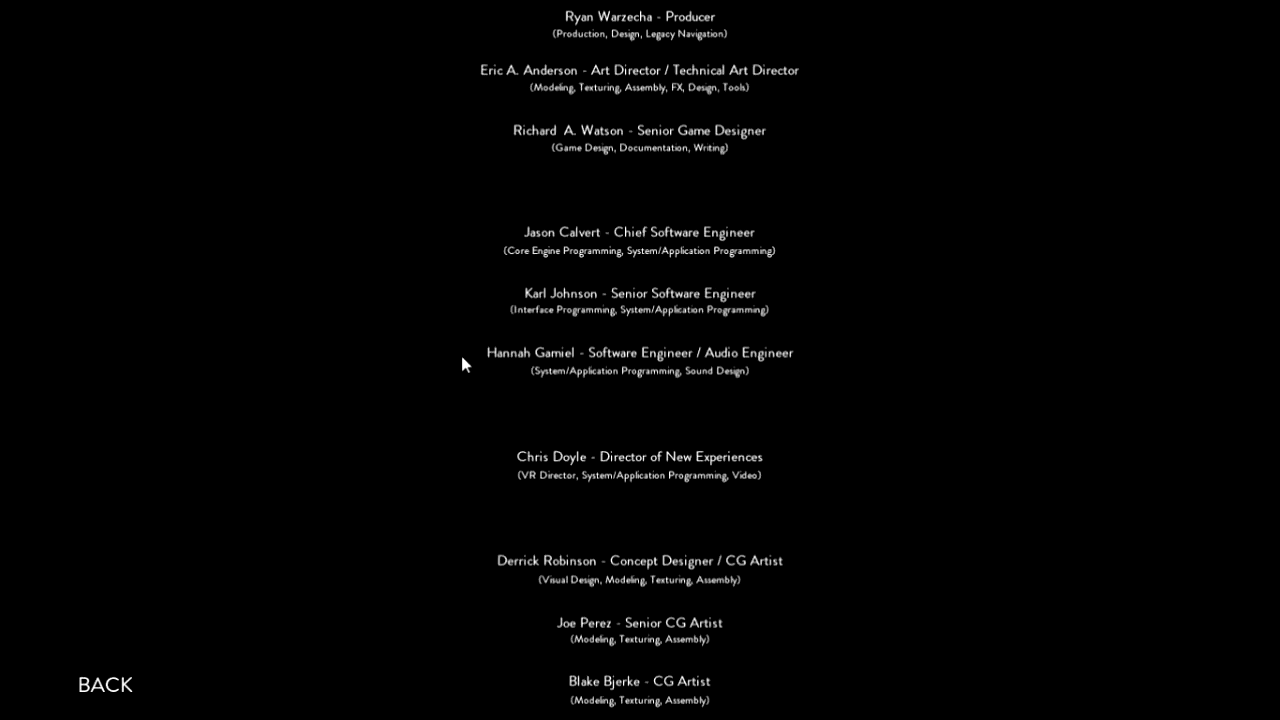 Ryan Warzecha - Producer
(Production, Design, Legacy Navigation)
Eric A. Anderson - Art Director / Technical Art Director
(Modeling, Texturing, Assembly, FX, Design, Tools)
Richard A. Watson - Senior Game Designer
(Game Design, Documentation, Writing)
Jason Calvert - Chief Software Engineer
(Core Engine Programming, System/Application Programming)
Karl Johnson - Senior Software Engineer
(Interface Programming, System/Application Programming)
Hannah Gamiel - Software Engineer / Audio Engineer
(System/Application Programming, Sound Design)
Chris Doyle - Director of New Experiences
(VR Director, System/Application Programming, Video)
Derrick Robinson - Concept Designer / CG Artist
(Visual Design, Modeling, Texturing, Assembly)
Joe Perez - Senior CG Artist
(Modeling, Texturing, Assembly)
Blake Bjerke - CG Artist
(Modeling, Texturing, Assembly)
BACK